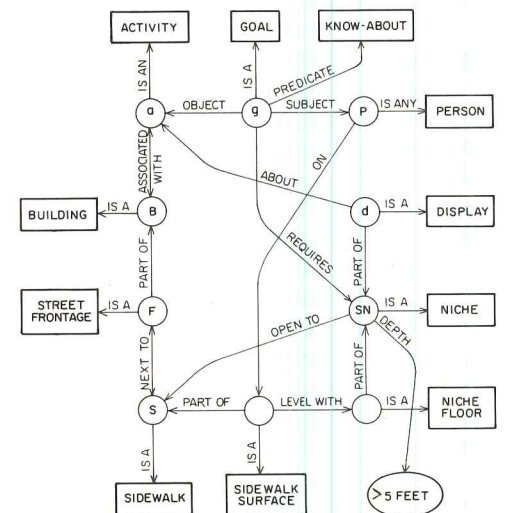 ACTIVITY
GOAL
KNOW-ABOUT
IS AN
IS A
PREDICATE
a
OBJECT
g
SUBJECT
P
IS ANY
PERSON
ASSOCIATED
WITH
ABOUT
ON
BUILDING
IS A
B
d
IS A
DISPLAY
PART OF
REQUIRES
PART OF
STREET
FRONTAGE
IS A
F
SN
IS A
NICHE
NEXT TO
OPEN TO
PART OF
DEPTH
S
PART OF
LEVEL WITH
IS A
NICHE
FLOOR
IS A
IS A
SIDEWALK
SIDEWALK
SURFACE
>5 FEET